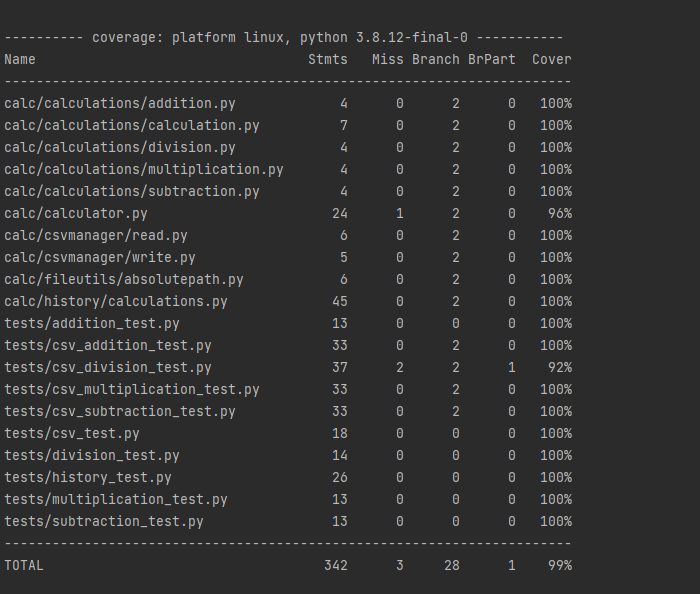 ---------- coverage: platform linux, python 3.8.12-final-0 -----------
Name                                  Stmts   Miss Branch BrPart  Cover
-----------------------------------------------------------------------
calc/calculations/addition.py             4      0      2      0   100%
calc/calculations/calculation.py          7      0      2      0   100%
calc/calculations/division.py             4      0      2      0   100%
calc/calculations/multiplication.py       4      0      2      0   100%
calc/calculations/subtraction.py          4      0      2      0   100%
calc/calculator.py                       24      1      2      0    96%
calc/csvmanager/read.py                   6      0      2      0   100%
calc/csvmanager/write.py                  5      0      2      0   100%
calc/fileutils/absolutepath.py            6      0      2      0   100%
calc/history/calculations.py             45      0      2      0   100%
tests/addition_test.py                   13      0      0      0   100%
tests/csv_addition_test.py               33      0      2      0   100%
tests/csv_division_test.py               37      2      2      1    92%
tests/csv_multiplication_test.py         33      0      2      0   100%
tests/csv_subtraction_test.py            33      0      2      0   100%
tests/csv_test.py                        18      0      0      0   100%
tests/division_test.py                   14      0      0      0   100%
tests/history_test.py                    26      0      0      0   100%
tests/multiplication_test.py             13      0      0      0   100%
tests/subtraction_test.py                13      0      0      0   100%
-----------------------------------------------------------------------
TOTAL                                   342      3     28      1    99%